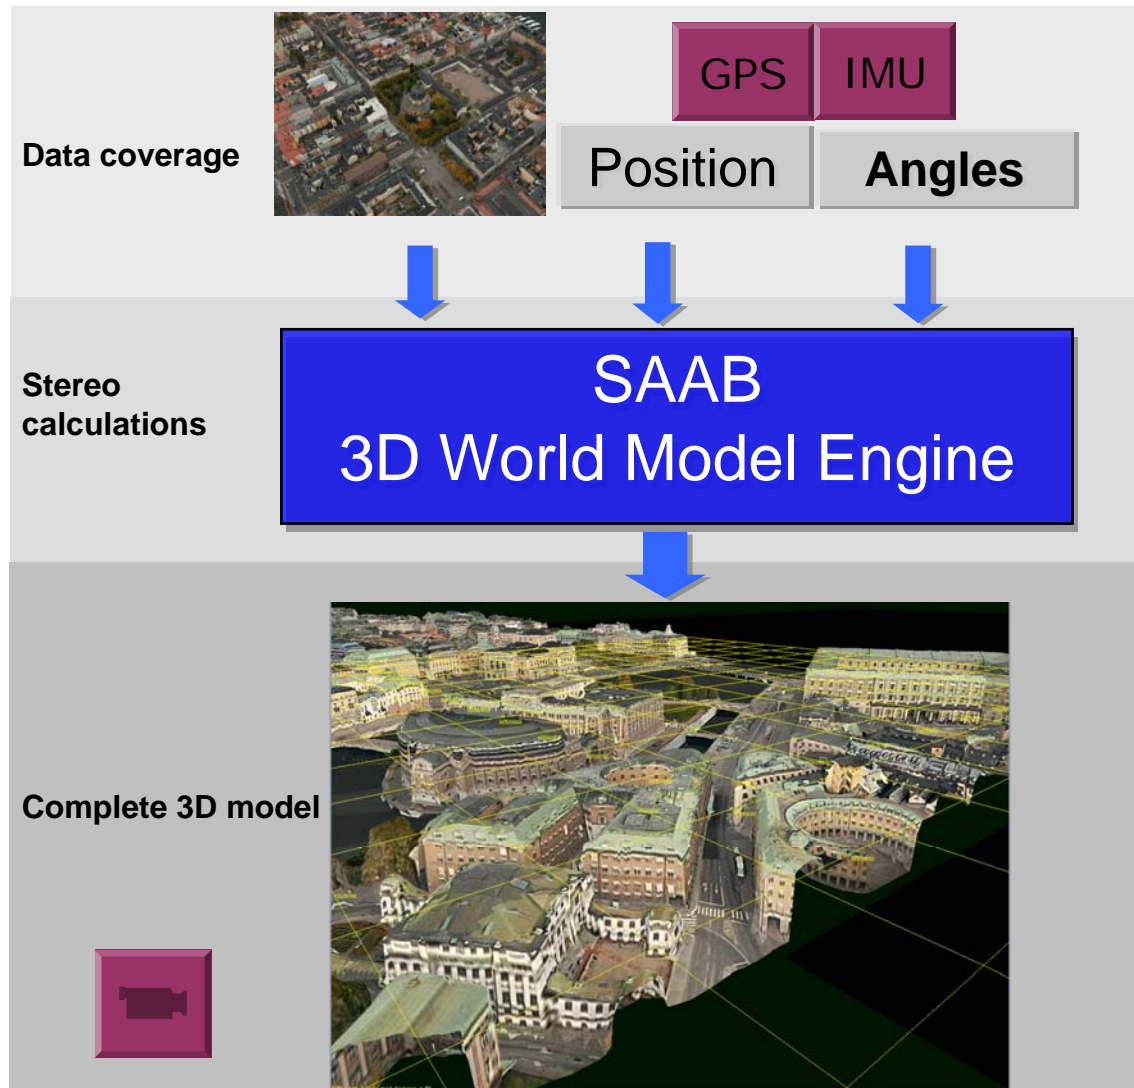 GPS
IMU
Data coverage
Position
Angles
Stereo
calculations
SAAB
3D World Model Engine
Complete 3D model